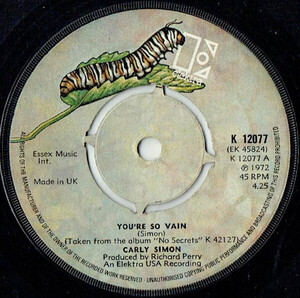 elektra
Essex Music
Int.
Made in UK
K 12077
(EK 45824)
K 12077 A
℗ 1972
45 RPM
4.25
YOU'RE SO VAIN
(Simon)
(Taken from the album "No Secrets" K 42127)
CARLY SIMON
Produced by Richard Perry
An Elektra USA Recording
ALL RIGHTS OF THE MANUFACTURER AND OF THE OWNER OF THE RECORDED WORK RESERVED · UNAUTHORISED COPYING, PUBLIC PERFORMANCE AND BROADCASTING OF THIS RECORD PROHIBITED